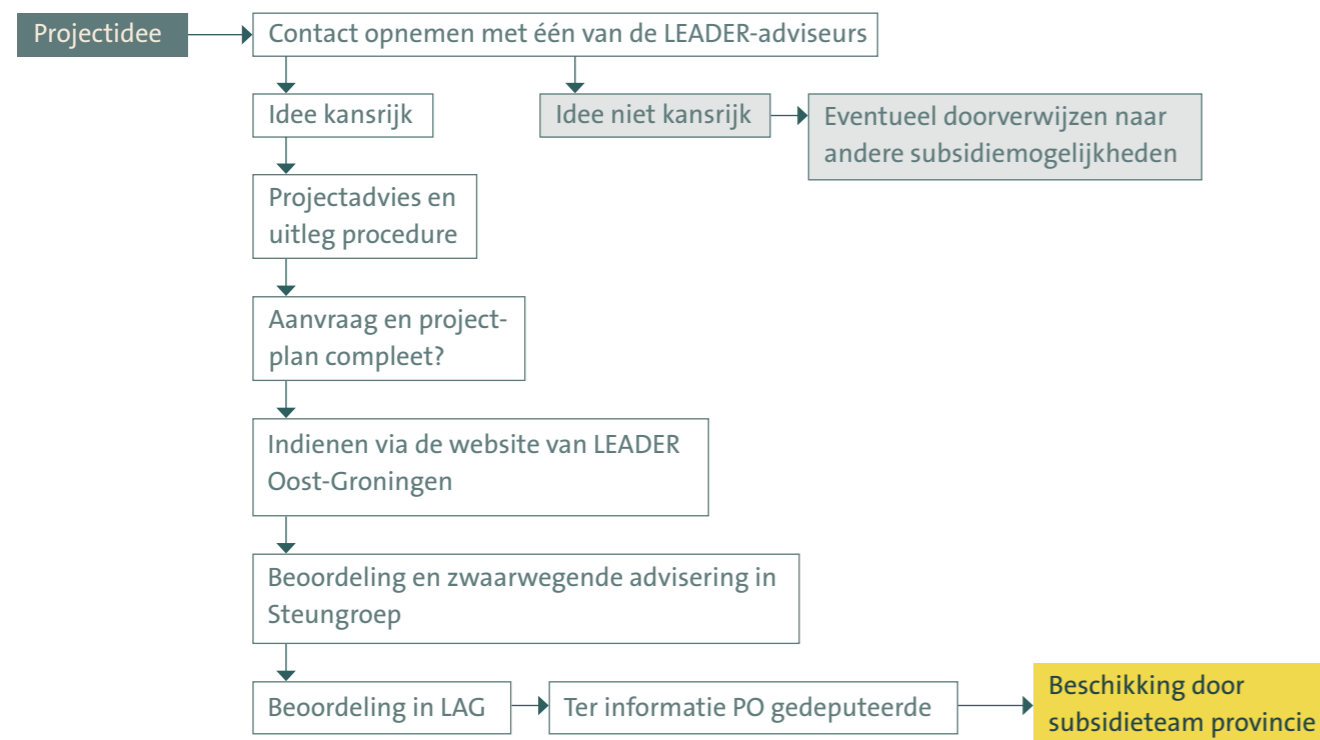 Projectidee
Contact opnemen met één van de LEADER-adviseurs
Idee kansrijk
Idee niet kansrijk
Eventueel doorverwijzen naar
andere subsidiemogelijkheden
Projectadvies en
uitleg procedure
Aanvraag en project-
plan compleet?
Indienen via de website van LEADER
Oost-Groningen
Beoordeling en zwaarwegende advisering in
Steungroep
Beoordeling in LAG
Ter informatie PO gedeputeerde
Beschikking door
subsidieteam provincie